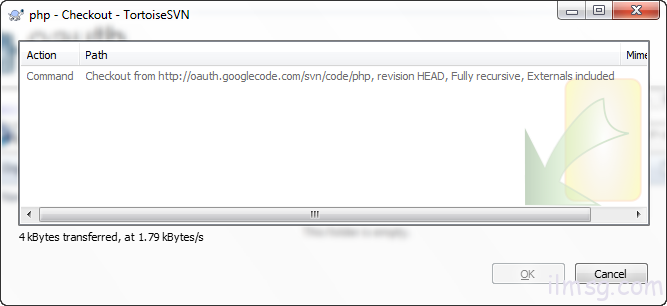 php - Checkout - TortoiseSVN
Action Path Mime
Command Checkout from http://oauth.googlecode.com/svn/code/php, revision HEAD, Fully recursive, Externals included
This folder is empty.
4 kBytes transferred, at 1.79 kBytes/s
OK Cancel
ilmsg.com